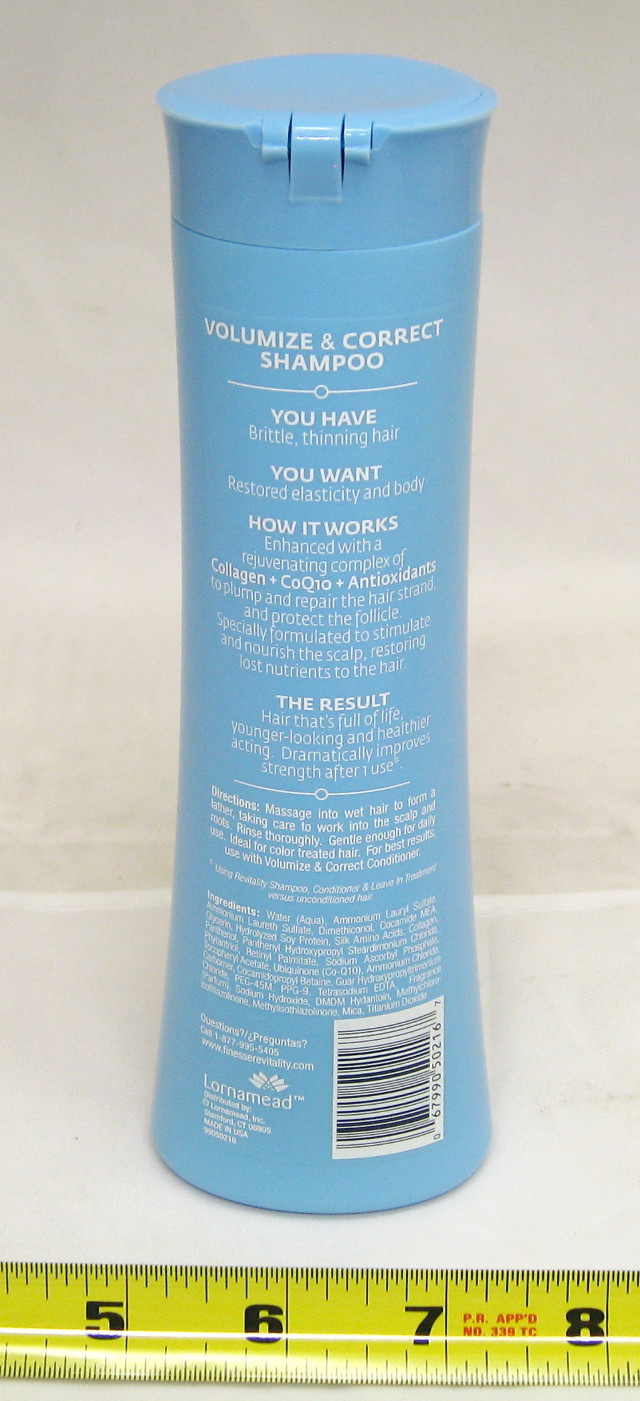 VOLUMIZE & CORRECT
SHAMPOO
YOU HAVE
Brittle, thinning hair
YOU WANT
Restored elasticity and body
HOW IT WORKS
Enhanced with a
rejuvenating complex of
Collagen + CoQ10 + Antioxidants
to plump and repair the hair strand,
and protect the follicle.
Specially formulated to stimulate
and nourish the scalp, restoring
lost nutrients to the hair.
THE RESULT
Hair that's full of life,
younger-looking and healthier
acting. Dramatically improves
strength after 1 use*.
Directions: Massage into wet hair to form a
lather, taking care to work into the scalp and
roots. Rinse thoroughly. Gentle enough for daily
use. Ideal for color treated hair. For best results,
use with Volumize & Correct Conditioner.
* Using Revitality Shampoo, Conditioner & Leave In Treatment
versus unconditioned hair.
Ingredients: Water (Aqua), Ammonium Lauryl Sulfate,
Ammonium Laureth Sulfate, Dimethiconol, Cocamide MEA,
Glycerin, Hydrolyzed Soy Protein, Silk Amino Acids, Collagen,
Panthenol, Panthenyl Hydroxypropyl Steardimonium Chloride,
Phytantriol, Retinyl Palmitate, Sodium Ascorbyl Phosphate,
Tocopheryl Acetate, Ubiquinone (Co-Q10), Ammonium Chloride,
Carbomer, Cocamidopropyl Betaine, Guar Hydroxypropyltrimonium
Chloride, PEG-45M, PPG-9, Tetrasodium EDTA, Fragrance
(Parfum), Sodium Hydroxide, DMDM Hydantoin, Methylchloro-
isothiazolinone, Methylisothiazolinone, Mica, Titanium Dioxide
Questions?/¿Preguntas?
Call 1-877-995-5405
www.finesserevitality.com
Lornamead™
Distributed by:
© Lornamead, Inc.
Stamford, CT 06905
MADE IN USA
99050216
0 67990 50216 7
5 6 7 P.R. APP'D 8
NO. 339 TC